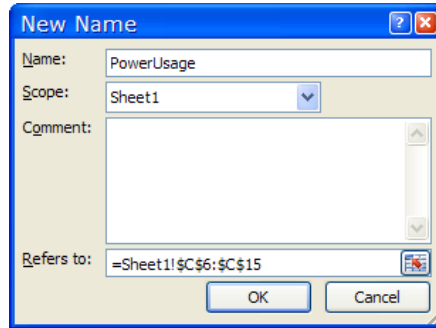 New Name
Name: PowerUsage
Scope: Sheet1
Comment:
Refers to: =Sheet1!$C$6:$C$15
OK Cancel